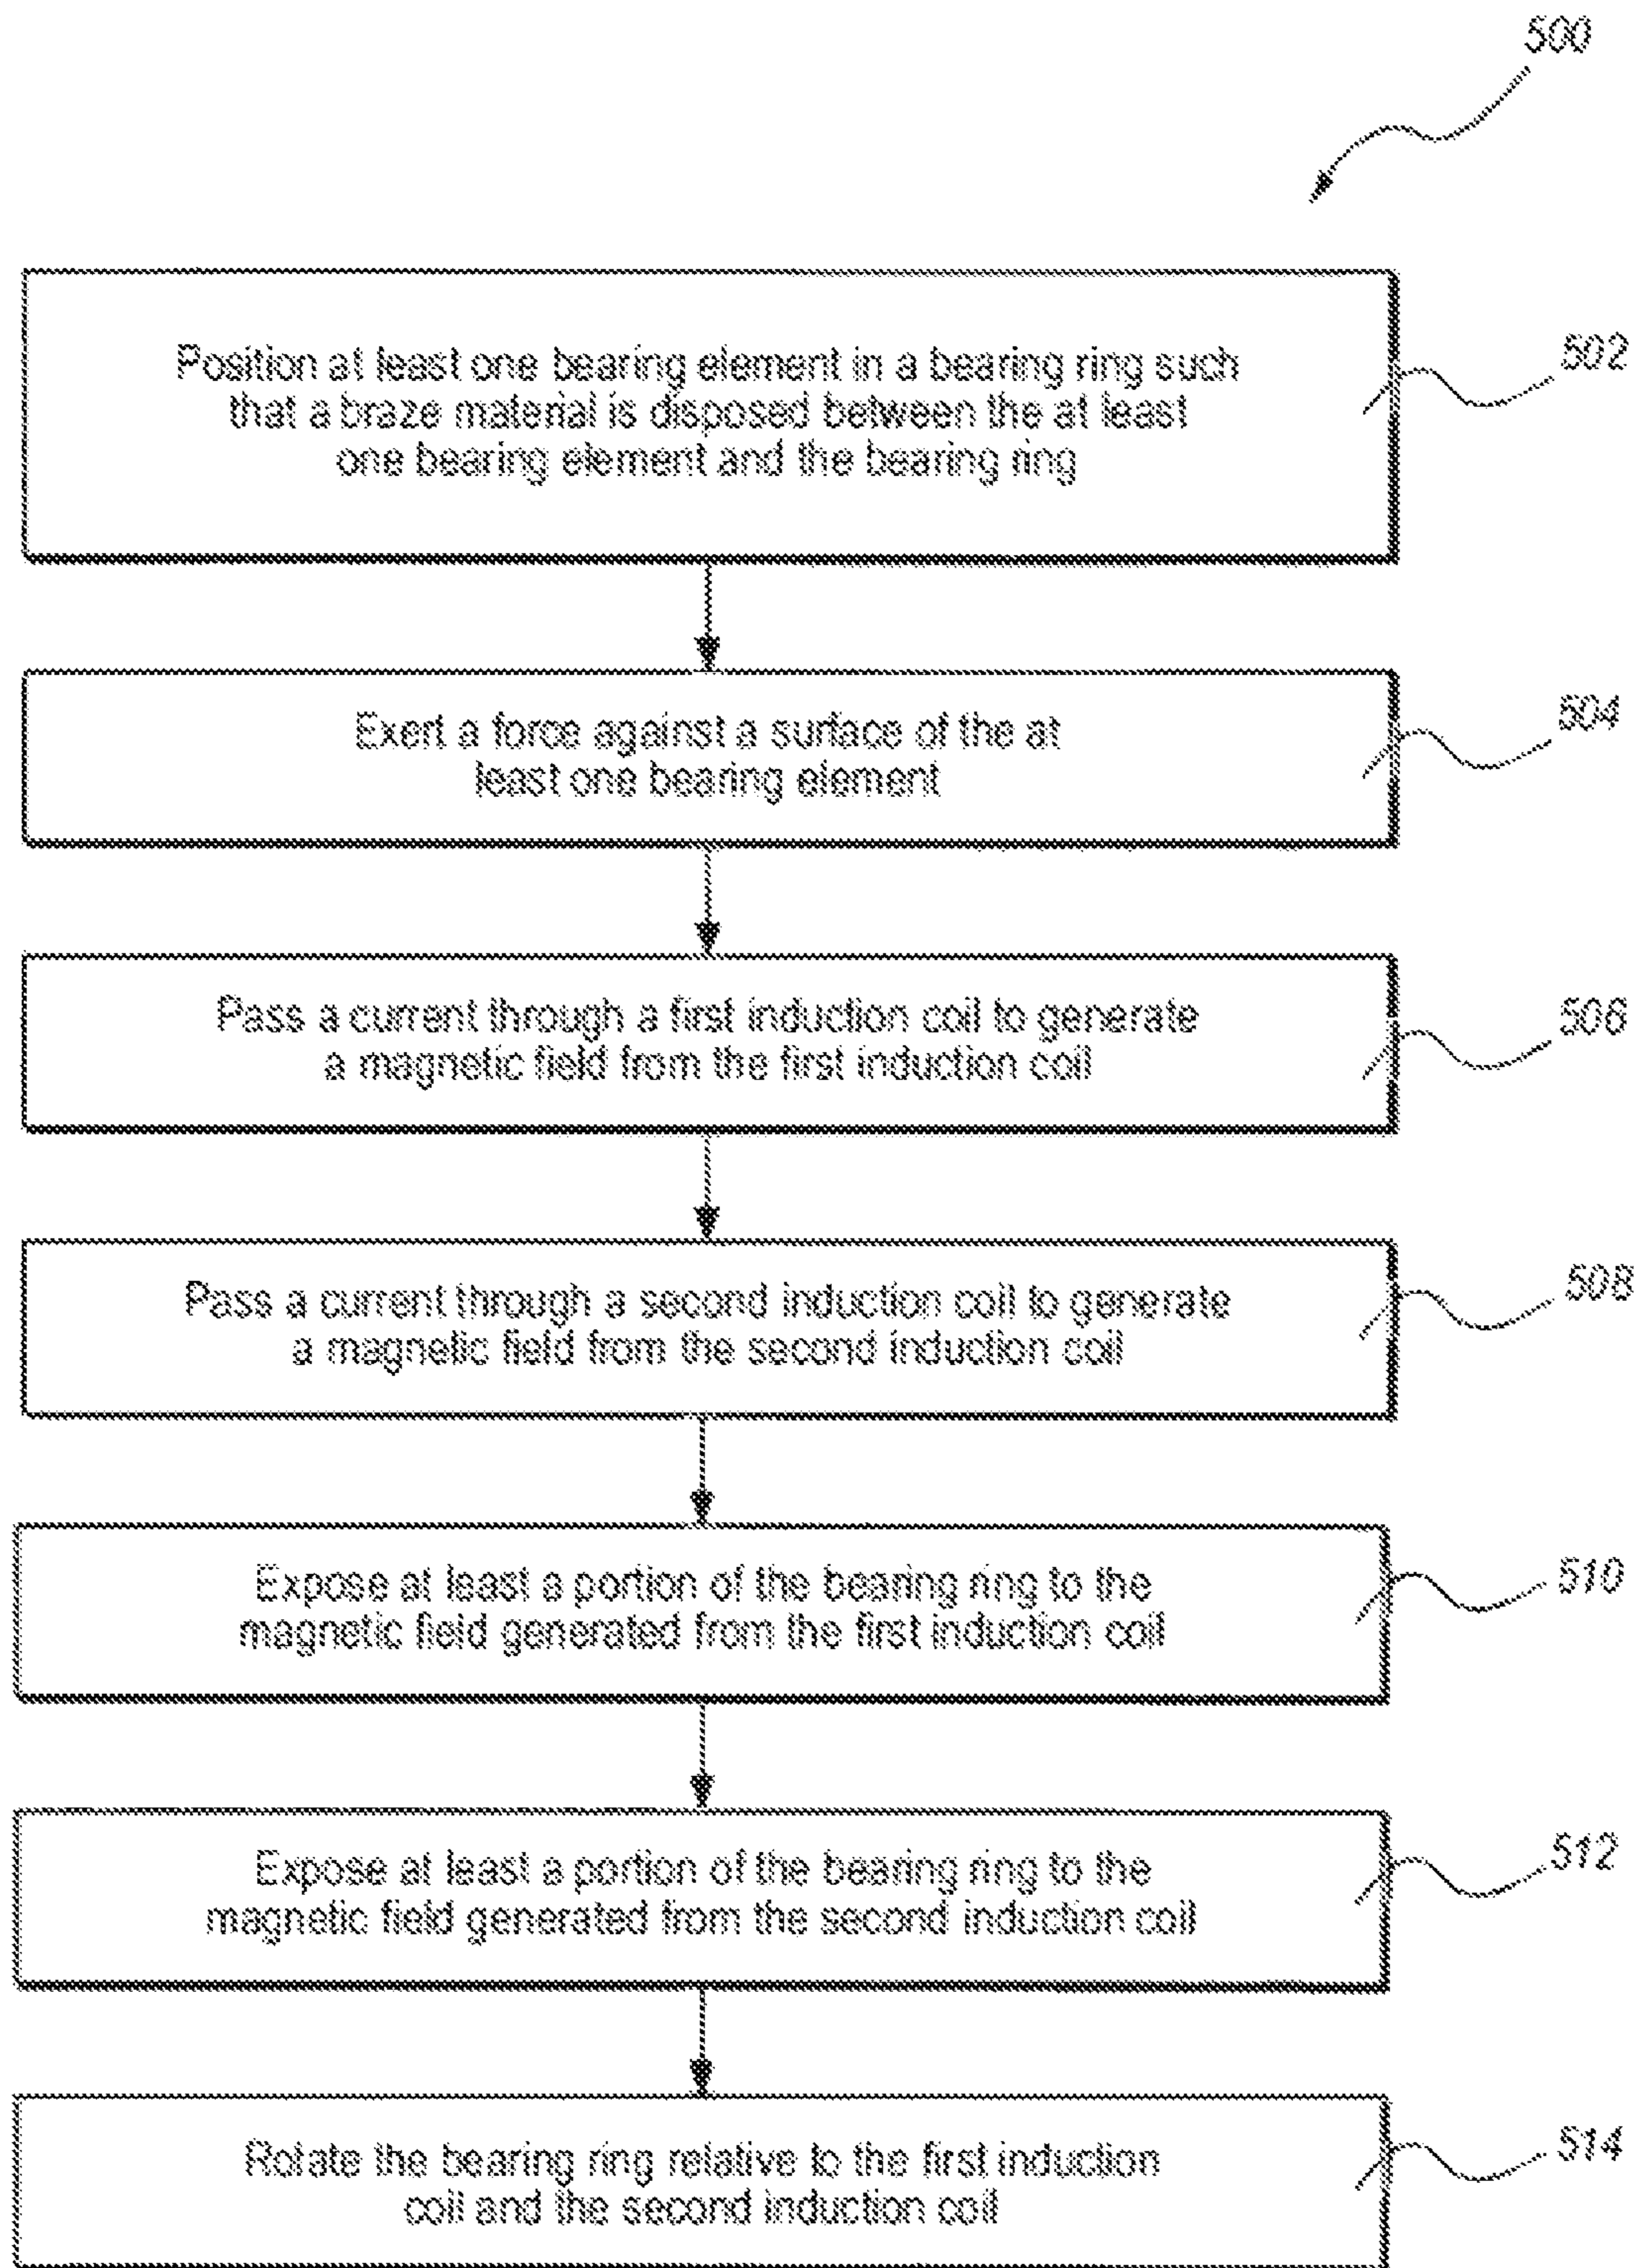 500
Position at least one bearing element in a bearing ring such
that a braze material is disposed between the at least
one bearing element and the bearing ring
502
Exert a force against a surface of the at
least one bearing element
504
Pass a current through a first induction coil to generate
a magnetic field from the first induction coil
506
Pass a current through a second induction coil to generate
a magnetic field from the second induction coil
508
Expose at least a portion of the bearing ring to the
magnetic field generated from the first induction coil
510
Expose at least a portion of the bearing ring to the
magnetic field generated from the second induction coil
512
Rotate the bearing ring relative to the first induction
coil and the second induction coil
514